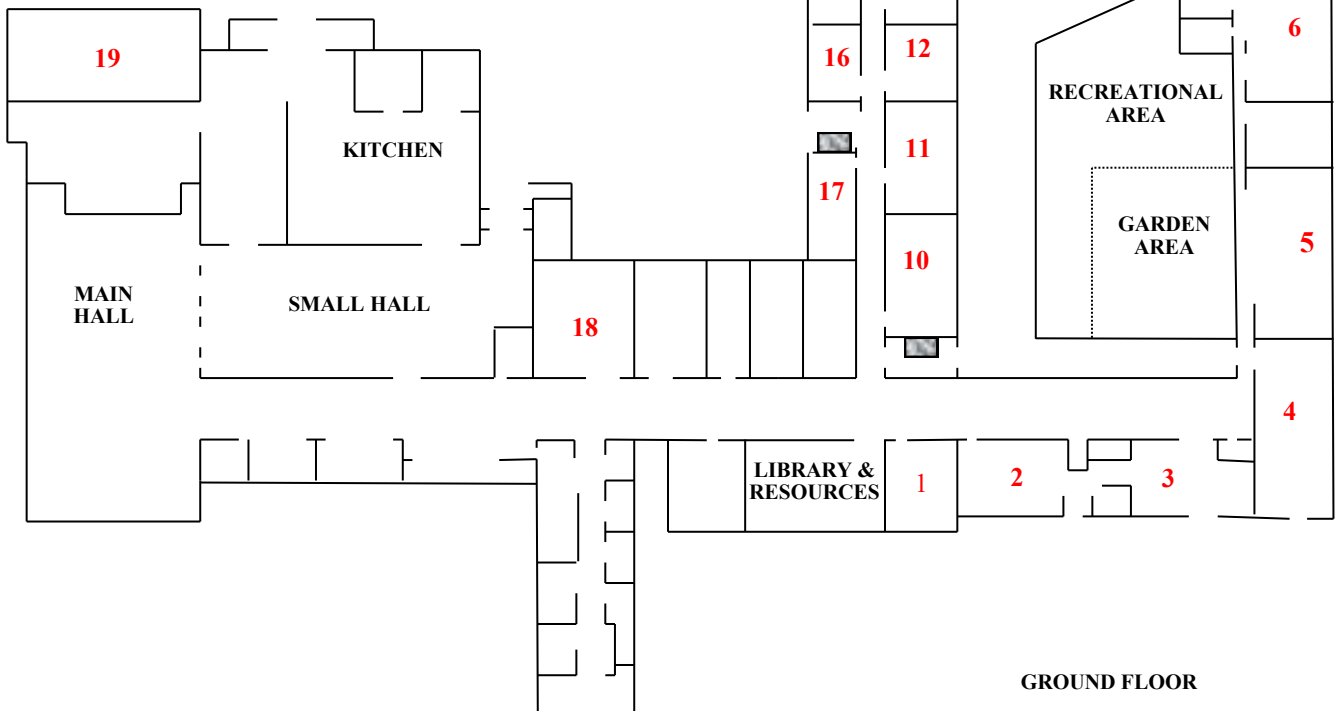 6
19
16
12
RECREATIONAL
AREA
KITCHEN
11
17
GARDEN
AREA
5
10
MAIN
HALL
SMALL HALL
18
4
LIBRARY &
RESOURCES
1
2
3
GROUND FLOOR